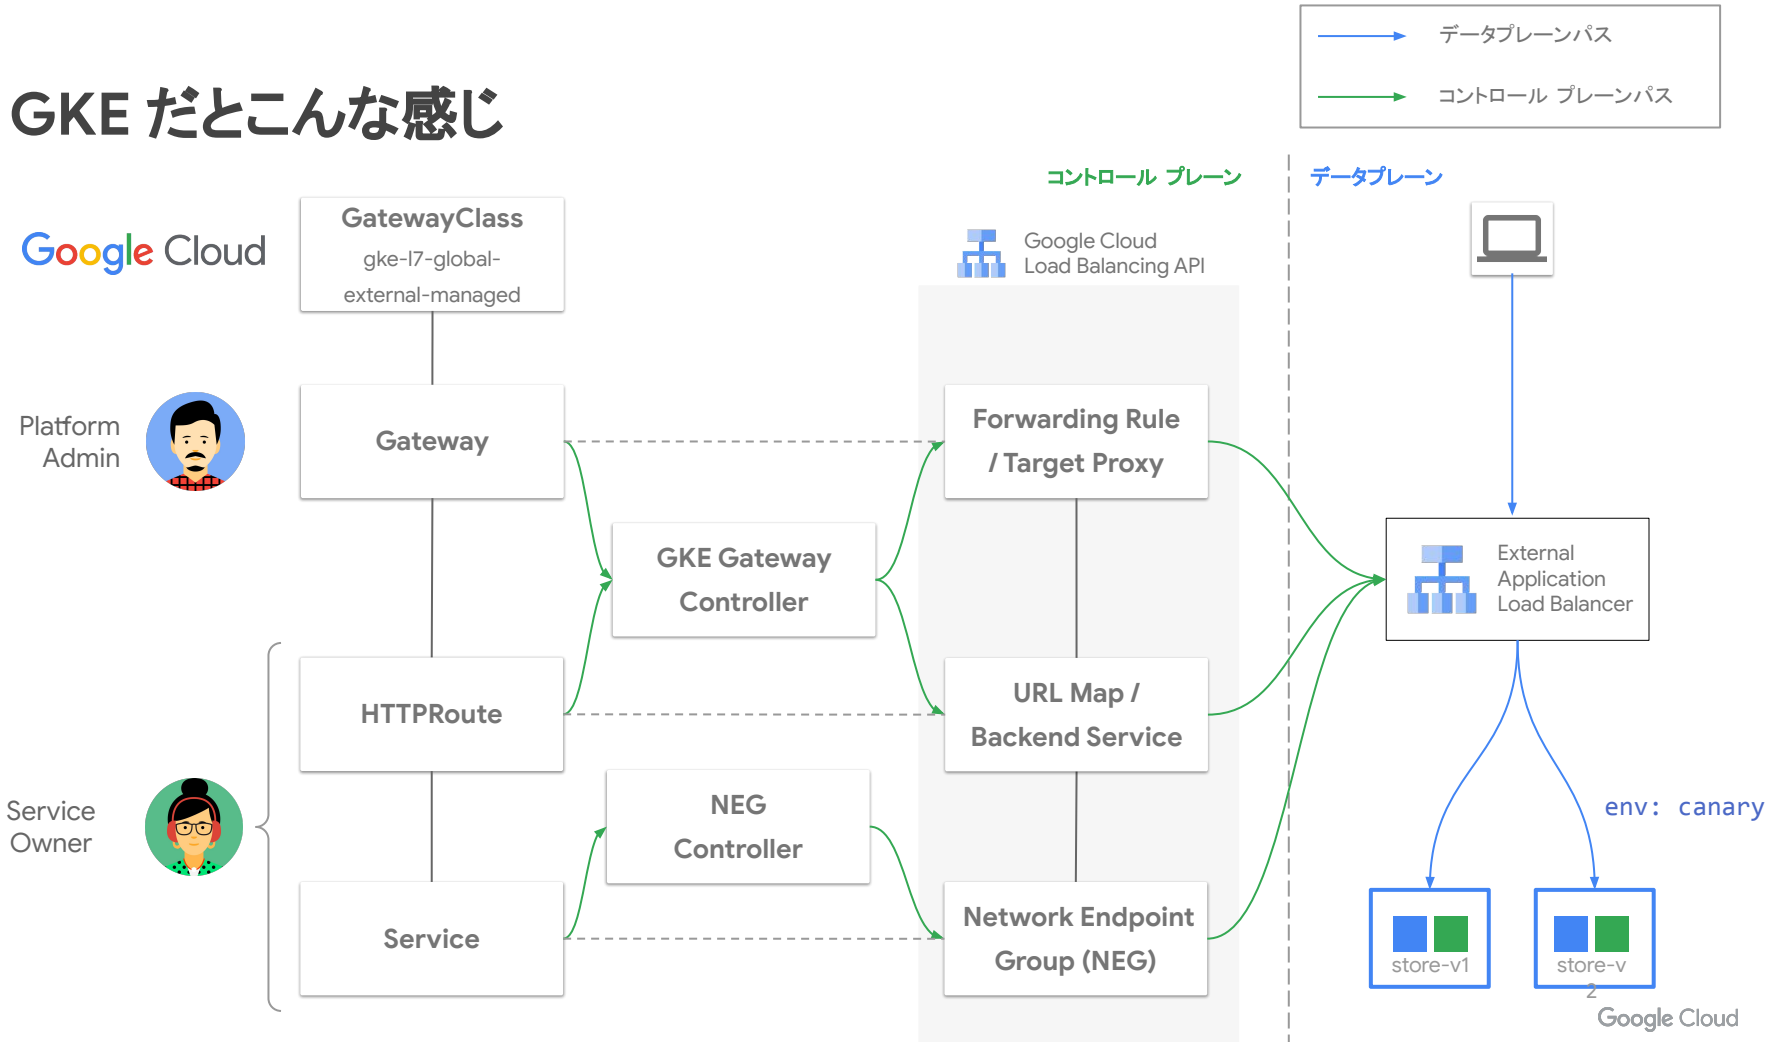 データプレーンパス
コントロール プレーンパス
GKE だとこんな感じ
コントロール プレーン
データプレーン
Google Cloud
GatewayClass
gke-l7-global-
external-managed
Google Cloud
Load Balancing API
Platform
Admin
Gateway
Forwarding Rule
/ Target Proxy
GKE Gateway
Controller
External
Application
Load Balancer
HTTPRoute
URL Map /
Backend Service
Service
Owner
NEG
Controller
env: canary
Service
Network Endpoint
Group (NEG)
store-v1
store-v
2
Google Cloud